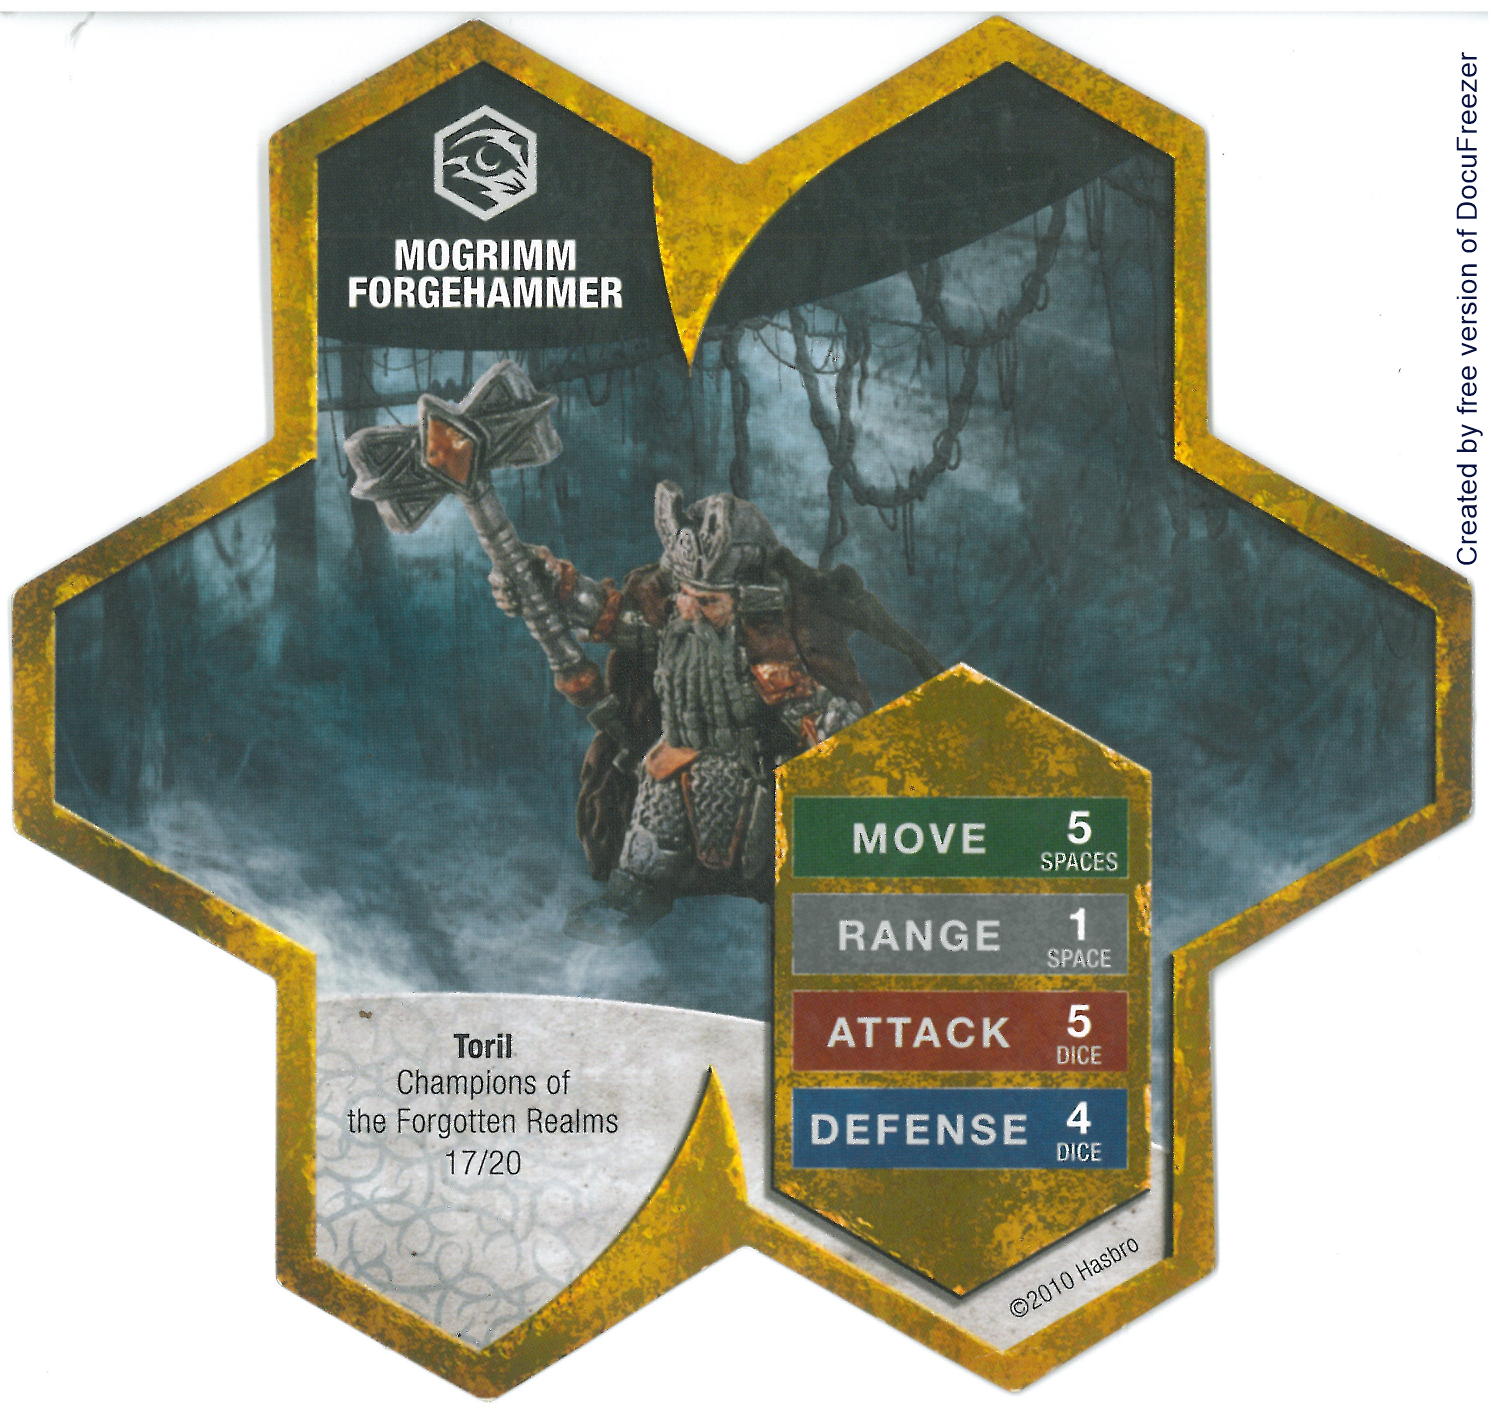 MOGRIMM
FORGEHAMMER
MOVE 5
SPACES
RANGE 1
SPACE
ATTACK 5
DICE
DEFENSE 4
DICE
Toril
Champions of
the Forgotten Realms
17/20
©2010 Hasbro
Created by free version of DocuFreezer